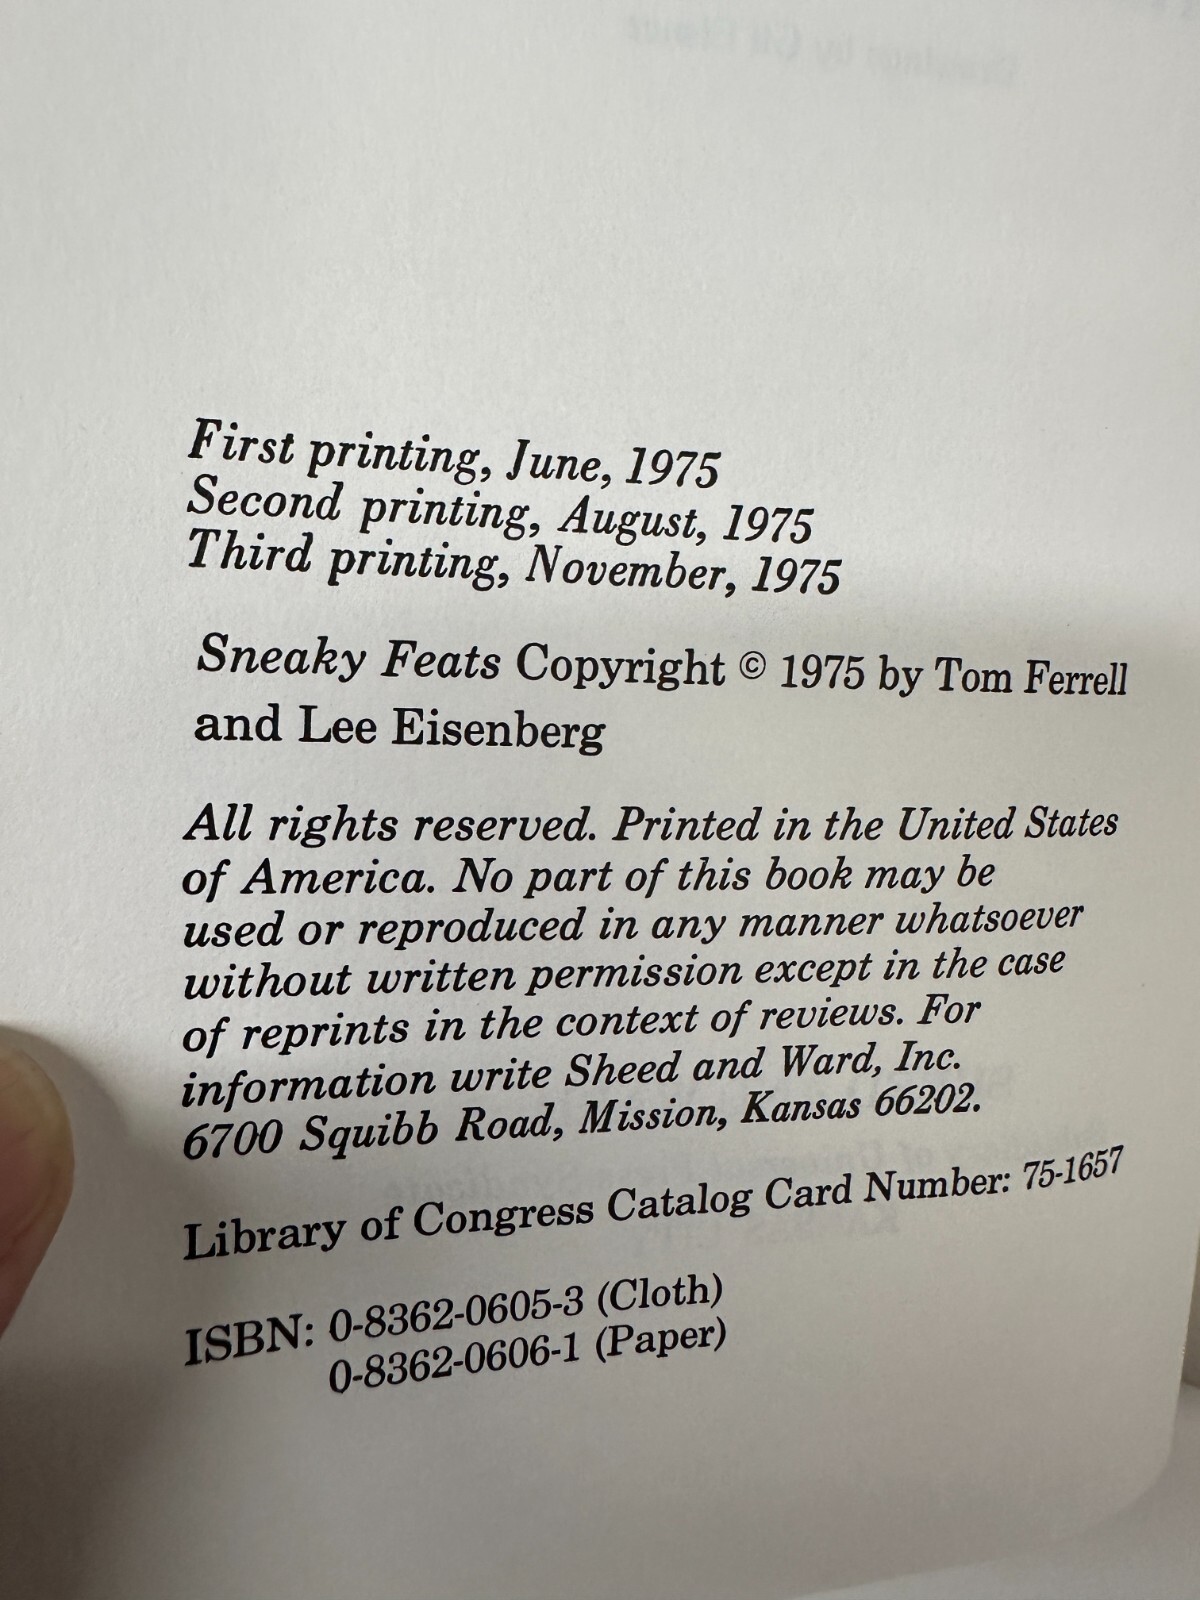 First printing, June, 1975
Second printing, August, 1975
Third printing, November, 1975
Sneaky Feats Copyright © 1975 by Tom Ferrell
and Lee Eisenberg
All rights reserved. Printed in the United States
of America. No part of this book may be
used or reproduced in any manner whatsoever
without written permission except in the case
of reprints in the context of reviews. For
information write Sheed and Ward, Inc.
6700 Squibb Road, Mission, Kansas 66202.
Library of Congress Catalog Card Number: 75-1657
ISBN: 0-8362-0605-3 (Cloth)
0-8362-0606-1 (Paper)